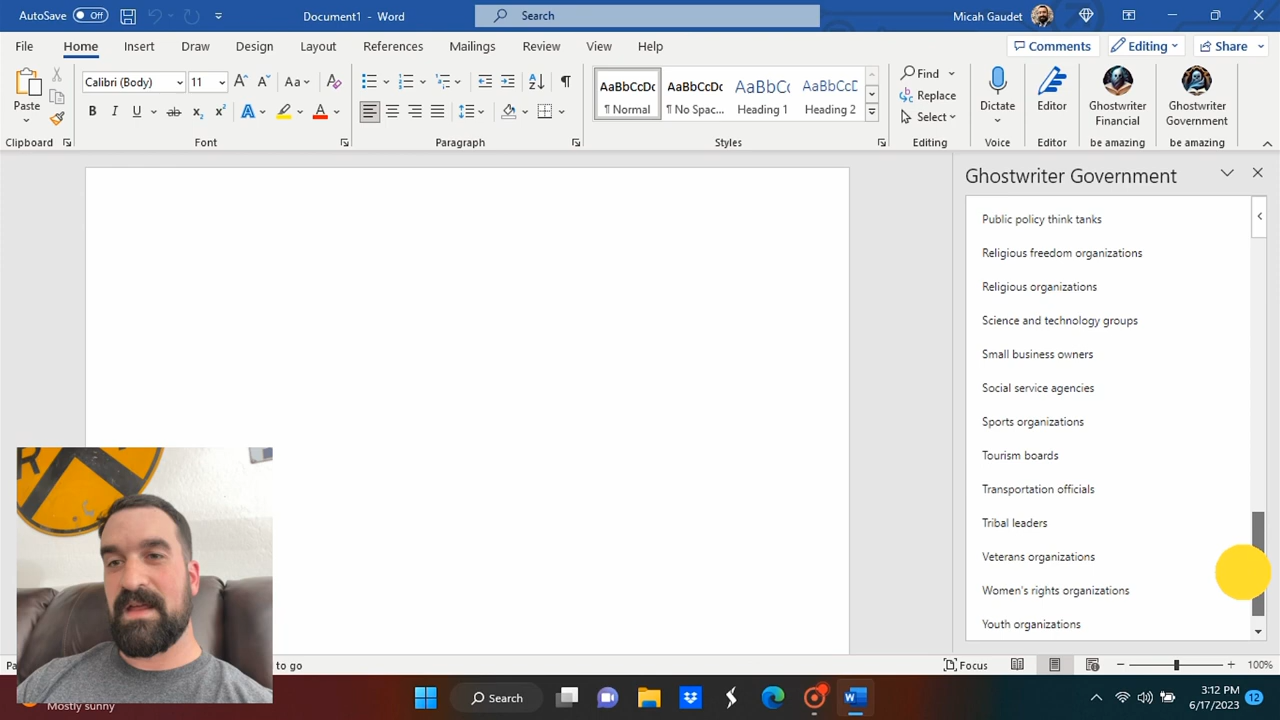 AutoSave Off
Document1 - Word
Search
Micah Gaudet
File Home Insert Draw Design Layout References Mailings Review View Help
Comments Editing Share
Paste
Calibri (Body) 11
Aa
AaBbCcDc AaBbCcDc AaBbCc AaBbCcD
¶ Normal ¶ No Spac... Heading 1 Heading 2
Find
Replace
Select
Dictate
Editor
Ghostwriter Financial
Ghostwriter Government
Clipboard Font Paragraph Styles Editing Voice Editor be amazing be amazing
Ghostwriter Government
Public policy think tanks
Religious freedom organizations
Religious organizations
Science and technology groups
Small business owners
Social service agencies
Sports organizations
Tourism boards
Transportation officials
Tribal leaders
Veterans organizations
Women's rights organizations
Youth organizations
to go
Focus
100%
Mostly sunny
Search
3:12 PM
6/17/2023
12